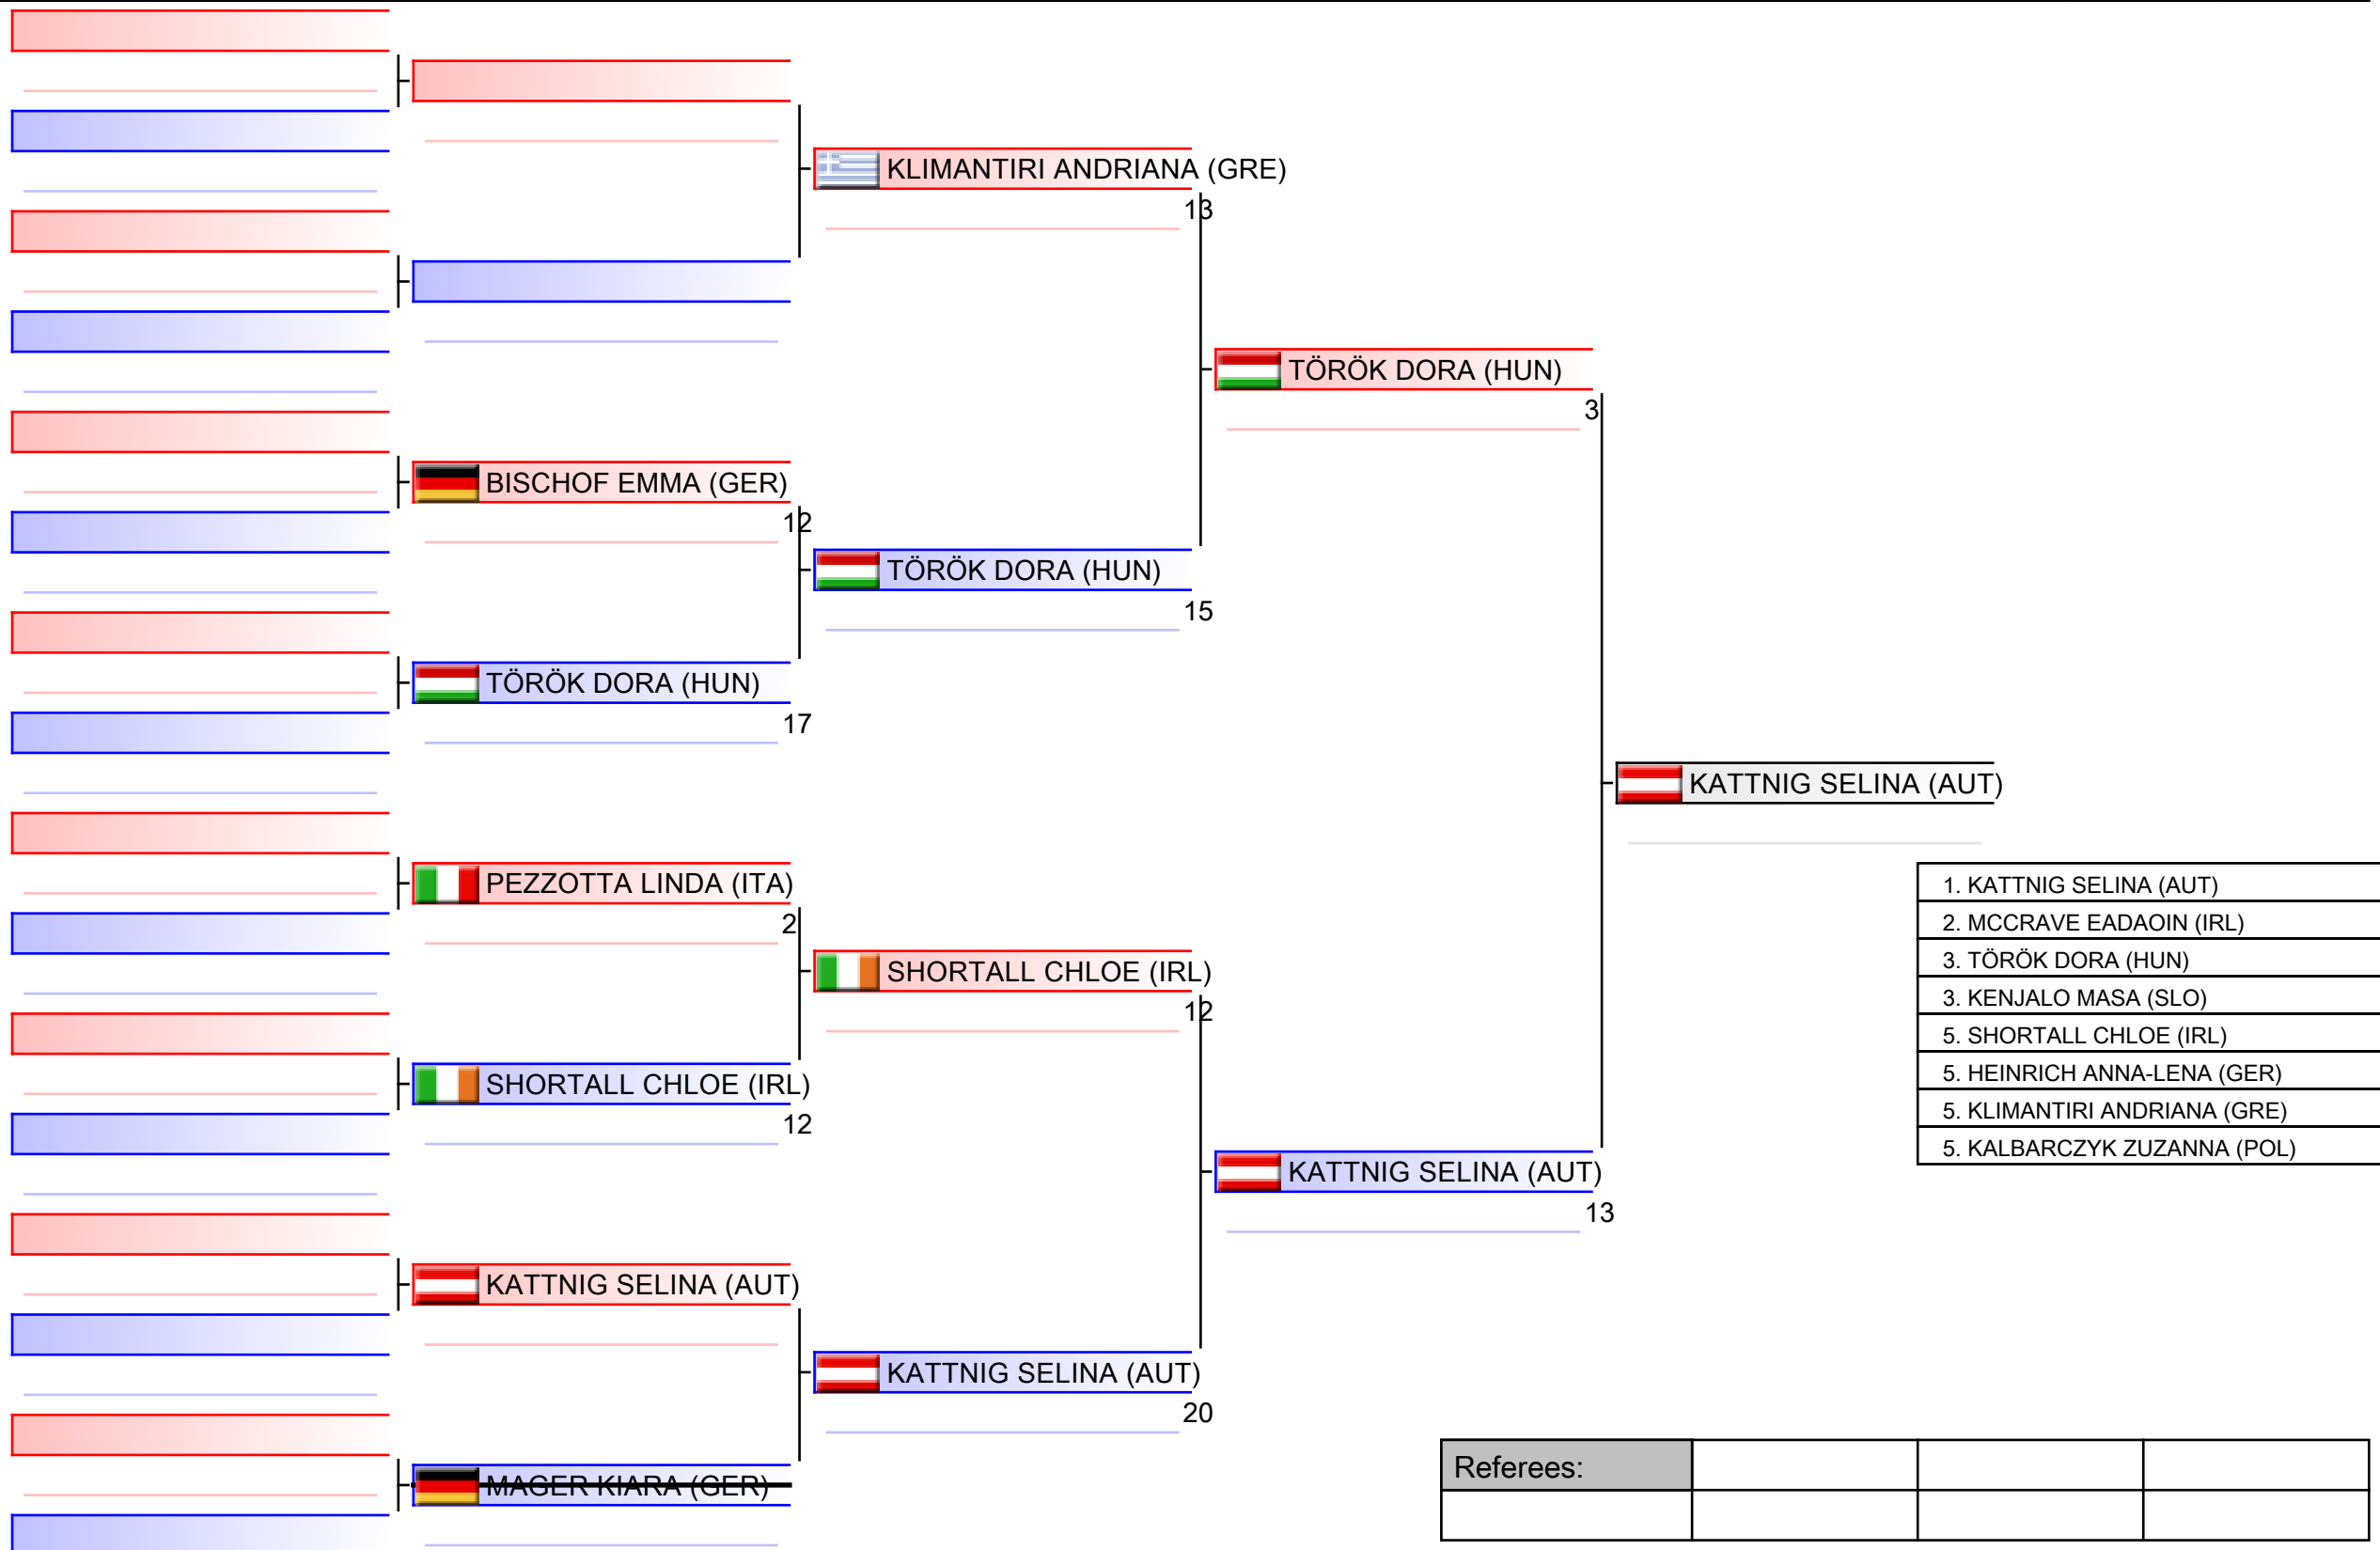 KLIMANTIRI ANDRIANA (GRE)
13
TÖRÖK DORA (HUN)
3
BISCHOF EMMA (GER)
12
TÖRÖK DORA (HUN)
15
TÖRÖK DORA (HUN)
17
KATTNIG SELINA (AUT)
PEZZOTTA LINDA (ITA)
2
SHORTALL CHLOE (IRL)
12
SHORTALL CHLOE (IRL)
12
KATTNIG SELINA (AUT)
13
KATTNIG SELINA (AUT)
KATTNIG SELINA (AUT)
20
MAGER KIARA (GER)
1. KATTNIG SELINA (AUT)
2. MCCRAVE EADAOIN (IRL)
3. TÖRÖK DORA (HUN)
3. KENJALO MASA (SLO)
5. SHORTALL CHLOE (IRL)
5. HEINRICH ANNA-LENA (GER)
5. KLIMANTIRI ANDRIANA (GRE)
5. KALBARCZYK ZUZANNA (POL)
Referees: